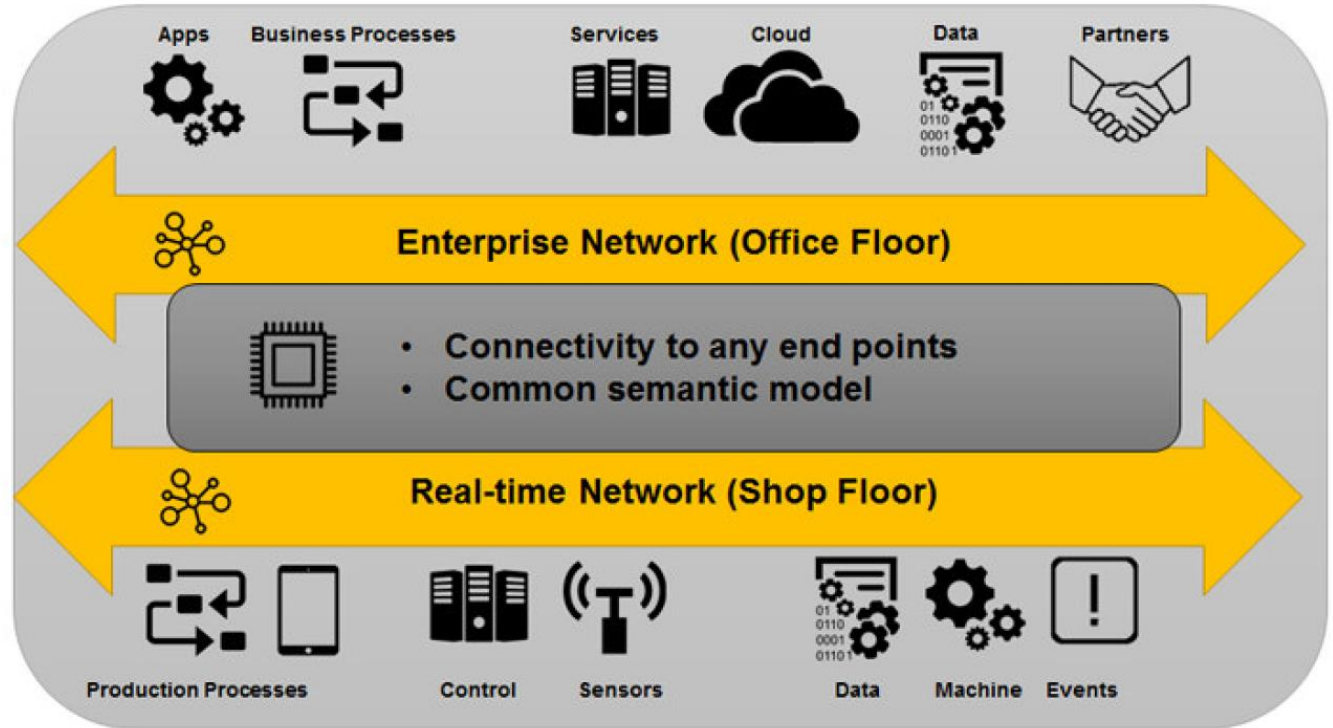 Apps Business Processes Services Cloud Data Partners
01
0110
0001
01101
Enterprise Network (Office Floor)
• Connectivity to any end points
• Common semantic model
Real-time Network (Shop Floor)
01
0110
0001
01101
Production Processes Control Sensors Data Machine Events